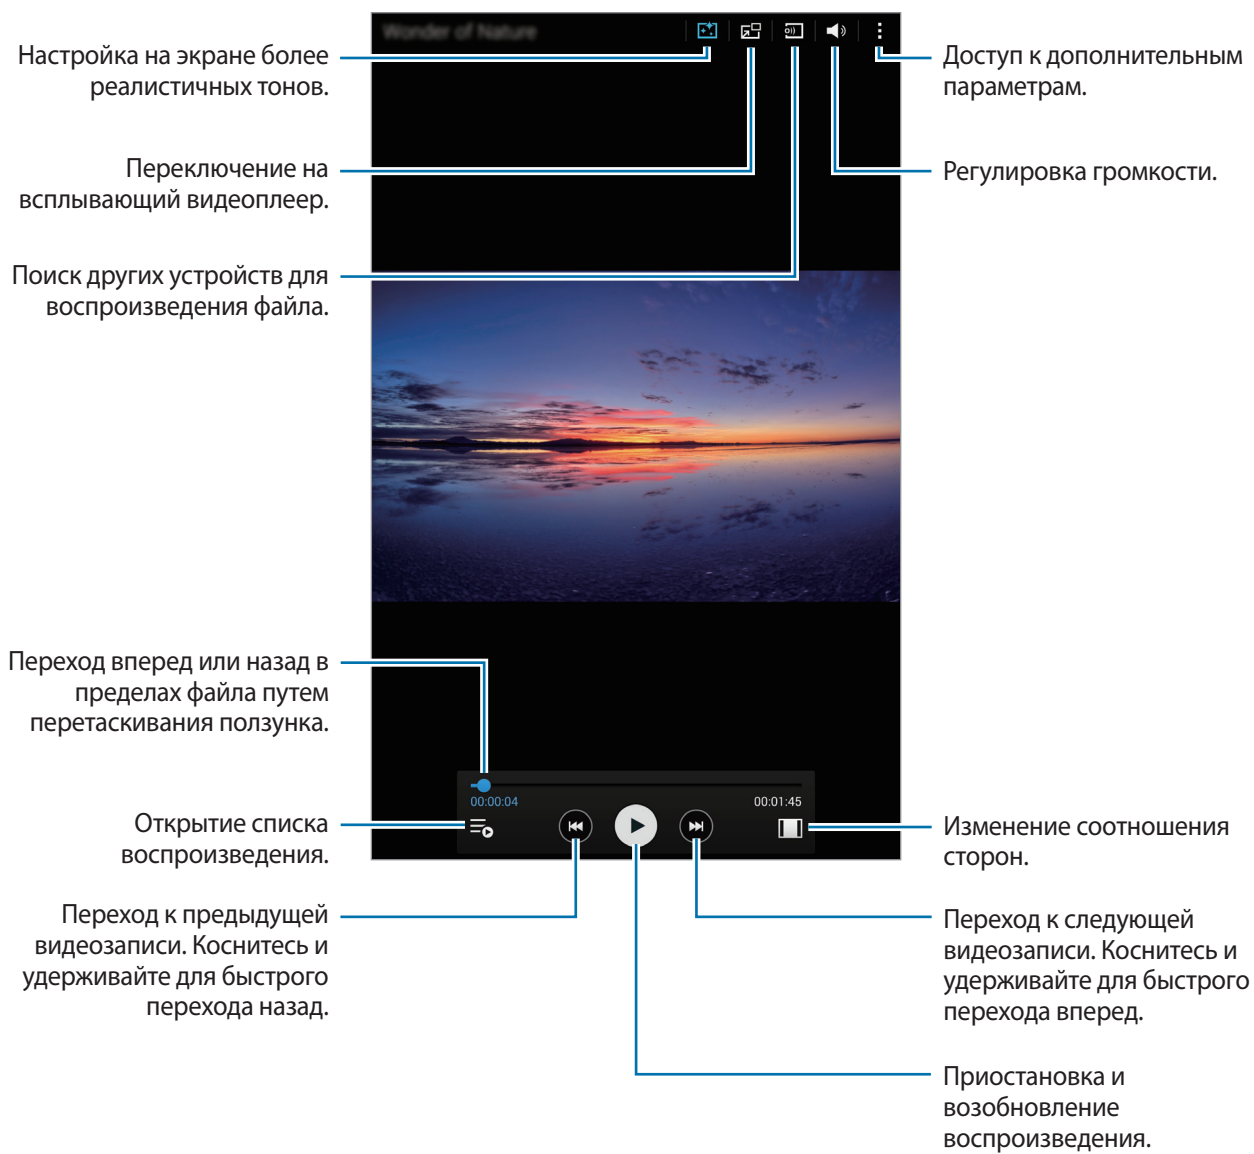 Wonder of Nature
Настройка на экране более
реалистичных тонов.
Переключение на
всплывающий видеоплеер.
Поиск других устройств для
воспроизведения файла.
Переход вперед или назад в
пределах файла путем
перетаскивания ползунка.
Открытие списка
воспроизведения.
Переход к предыдущей
видеозаписи. Коснитесь и
удерживайте для быстрого
перехода назад.
Доступ к дополнительным
параметрам.
Регулировка громкости.
00:00:04
00:01:45
Изменение соотношения
сторон.
Переход к следующей
видеозаписи. Коснитесь и
удерживайте для быстрого
перехода вперед.
Приостановка и
возобновление
воспроизведения.